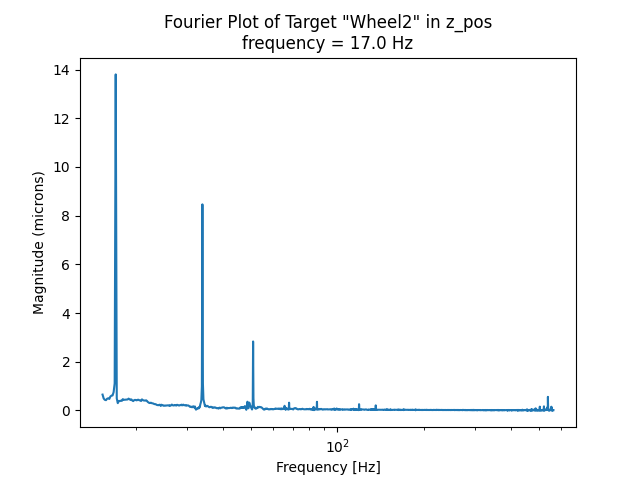 Fourier Plot of Target "Wheel2" in z_pos
frequency = 17.0 Hz
14
12
10
8
6
4
2
0
Magnitude (microns)
10²
Frequency [Hz]